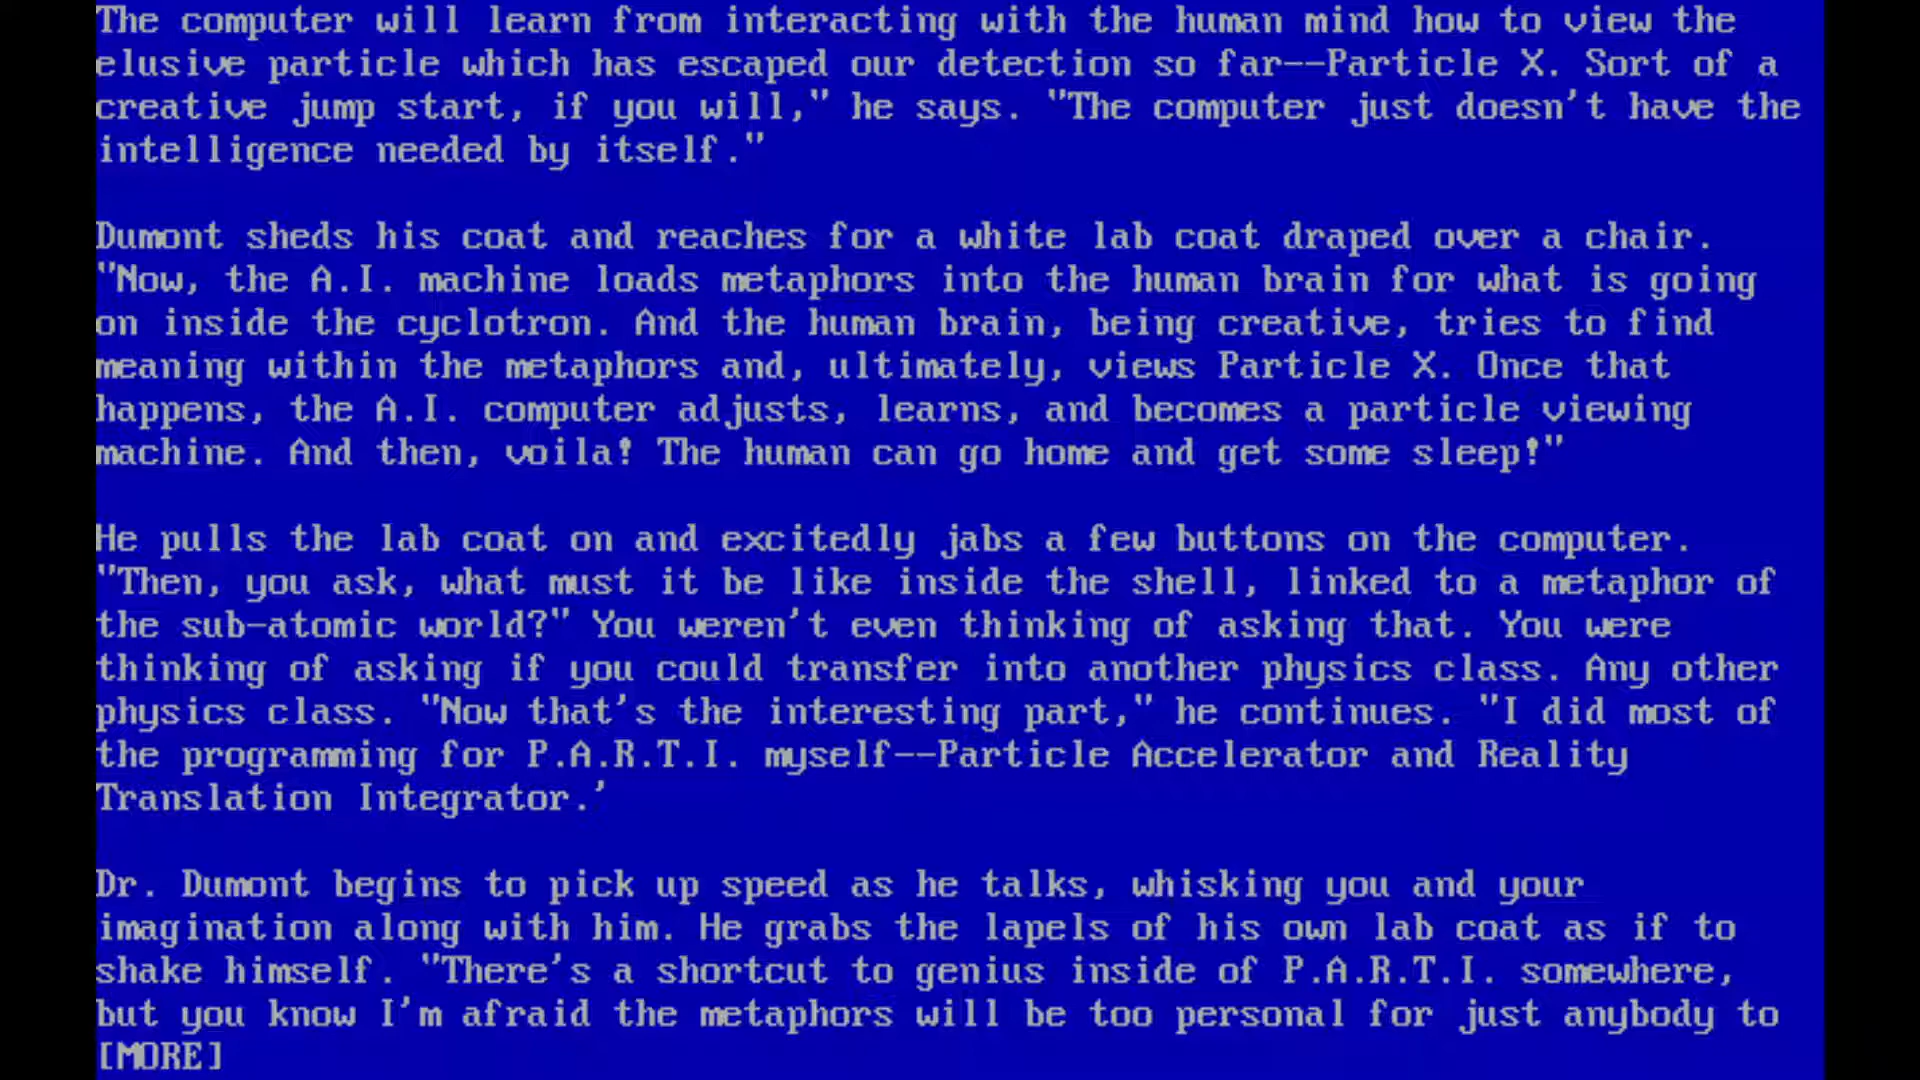 The computer will learn from interacting with the human mind how to view the
elusive particle which has escaped our detection so far--Particle X. Sort of a
creative jump start, if you will," he says. "The computer just doesn't have the
intelligence needed by itself."
Dumont sheds his coat and reaches for a white lab coat draped over a chair.
"Now, the A.I. machine loads metaphors into the human brain for what is going
on inside the cyclotron. And the human brain, being creative, tries to find
meaning within the metaphors and, ultimately, views Particle X. Once that
happens, the A.I. computer adjusts, learns, and becomes a particle viewing
machine. And then, voila! The human can go home and get some sleep!"
He pulls the lab coat on and excitedly jabs a few buttons on the computer.
"Then, you ask, what must it be like inside the shell, linked to a metaphor of
the sub-atomic world?" You weren't even thinking of asking that. You were
thinking of asking if you could transfer into another physics class. Any other
physics class. "Now that's the interesting part," he continues. "I did most of
the programming for P.A.R.T.I. myself--Particle Accelerator and Reality
Translation Integrator.'
Dr. Dumont begins to pick up speed as he talks, whisking you and your
imagination along with him. He grabs the lapels of his own lab coat as if to
shake himself. "There's a shortcut to genius inside of P.A.R.T.I. somewhere,
but you know I'm afraid the metaphors will be too personal for just anybody to
[MORE]